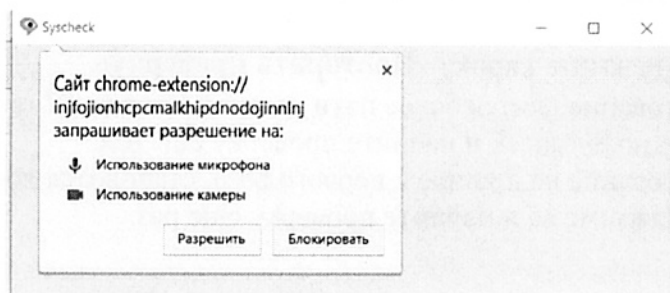 Syscheck
Сайт chrome-extension://
injfojionhcpcmalkhipdnodojinnlnj
запрашивает разрешение на:
Использование микрофона
Использование камеры
Разрешить
Блокировать